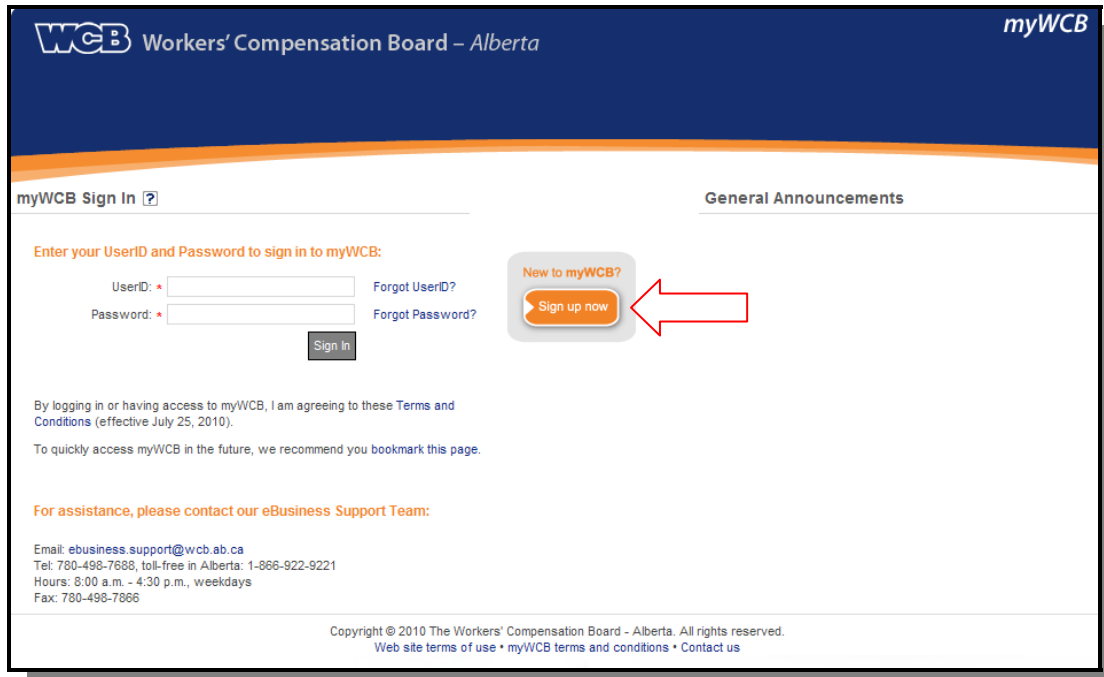 WCB Workers' Compensation Board – Alberta
myWCB
myWCB Sign In ?
General Announcements
Enter your UserID and Password to sign in to myWCB:
UserID: *
Forgot UserID?
Password: *
Forgot Password?
Sign In
New to myWCB?
Sign up now
By logging in or having access to myWCB, I am agreeing to these Terms and
Conditions (effective July 25, 2010).
To quickly access myWCB in the future, we recommend you bookmark this page.
For assistance, please contact our eBusiness Support Team:
Email: ebusiness.support@wcb.ab.ca
Tel: 780-498-7688, toll-free in Alberta: 1-866-922-9221
Hours: 8:00 a.m. - 4:30 p.m., weekdays
Fax: 780-498-7866
Copyright © 2010 The Workers' Compensation Board - Alberta. All rights reserved.
Web site terms of use • myWCB terms and conditions • Contact us